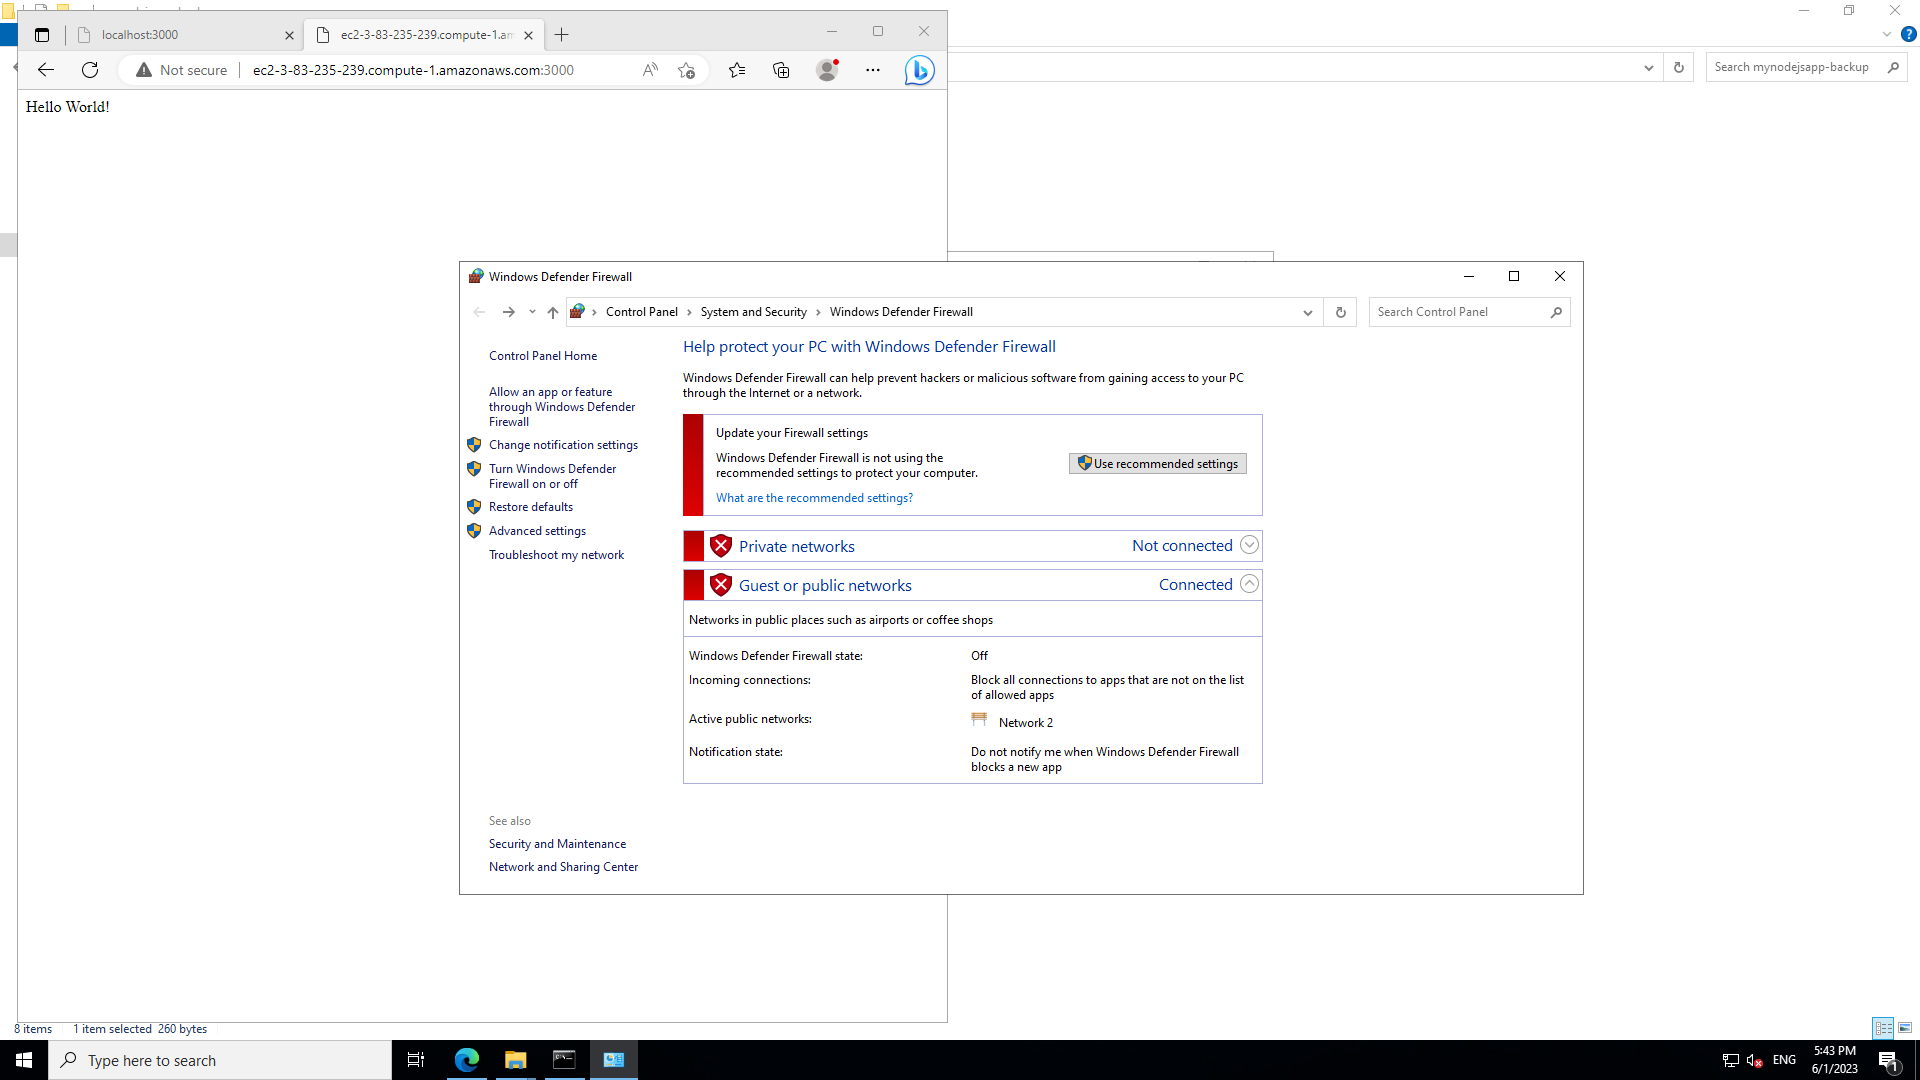 localhost:3000
ec2-3-83-235-239.compute-1.am
Not secure
ec2-3-83-235-239.compute-1.amazonaws.com:3000
Search mynodejsapp-backup
Hello World!
Windows Defender Firewall
Control Panel > System and Security > Windows Defender Firewall
Search Control Panel
Control Panel Home
Allow an app or feature
through Windows Defender
Firewall
Change notification settings
Turn Windows Defender
Firewall on or off
Restore defaults
Advanced settings
Troubleshoot my network
Help protect your PC with Windows Defender Firewall
Windows Defender Firewall can help prevent hackers or malicious software from gaining access to your PC
through the Internet or a network.
Update your Firewall settings
Windows Defender Firewall is not using the
recommended settings to protect your computer.
Use recommended settings
What are the recommended settings?
Private networks
Not connected
Guest or public networks
Connected
Networks in public places such as airports or coffee shops
Windows Defender Firewall state:
Off
Incoming connections:
Block all connections to apps that are not on the list
of allowed apps
Active public networks:
Network 2
Notification state:
Do not notify me when Windows Defender Firewall
blocks a new app
See also
Security and Maintenance
Network and Sharing Center
8 items
1 item selected 260 bytes
Type here to search
ENG
5:43 PM
6/1/2023
1